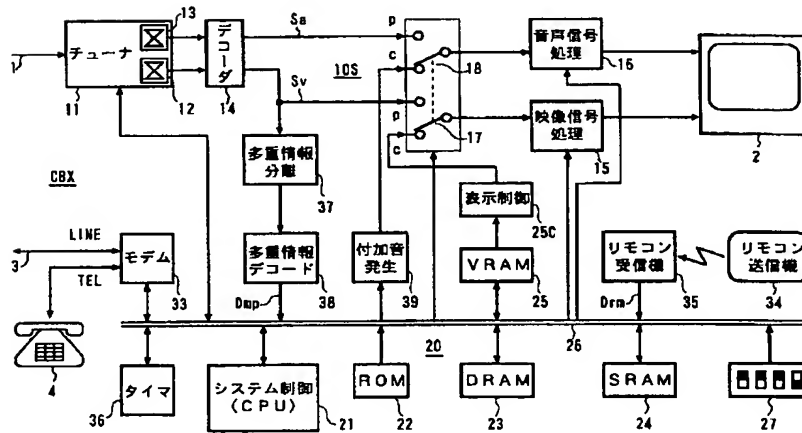 13
Sa
p
10S
c
18
音声信号
処理
16
チューナ
デコーダ
1
11
12
14
Sv
p
17
c
映像信号
処理
15
2
CBX
多重情報
分離
37
表示制御
25C
LINE
3
TEL
モデム
33
多重情報
デコード
38
Dmp
付加音
発生
39
VRAM
25
リモコン
受信機
35
Drm
リモコン
送信機
34
4
20
26
タイマ
36
システム制御
(CPU)
21
ROM
22
DRAM
23
SRAM
24
27